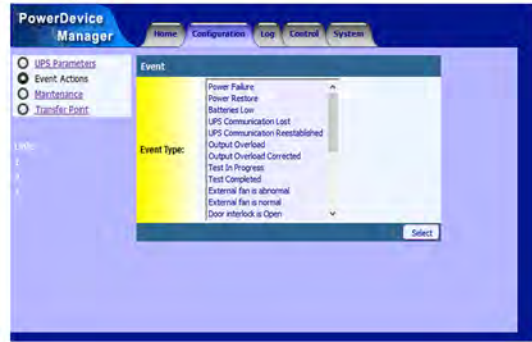 PowerDevice
Manager
Home
Configuration
Log
Control
System
UPS Parameters
Event Actions
Maintenance
Transfer Point
Event
Event Type:
Power Failure
Power Restore
Batteries Low
UPS Communication Lost
UPS Communication Reestablished
Output Overload
Output Overload Corrected
Test In Progress
Test Completed
External fan is abnormal
External fan is normal
Door interlock is Open
Select